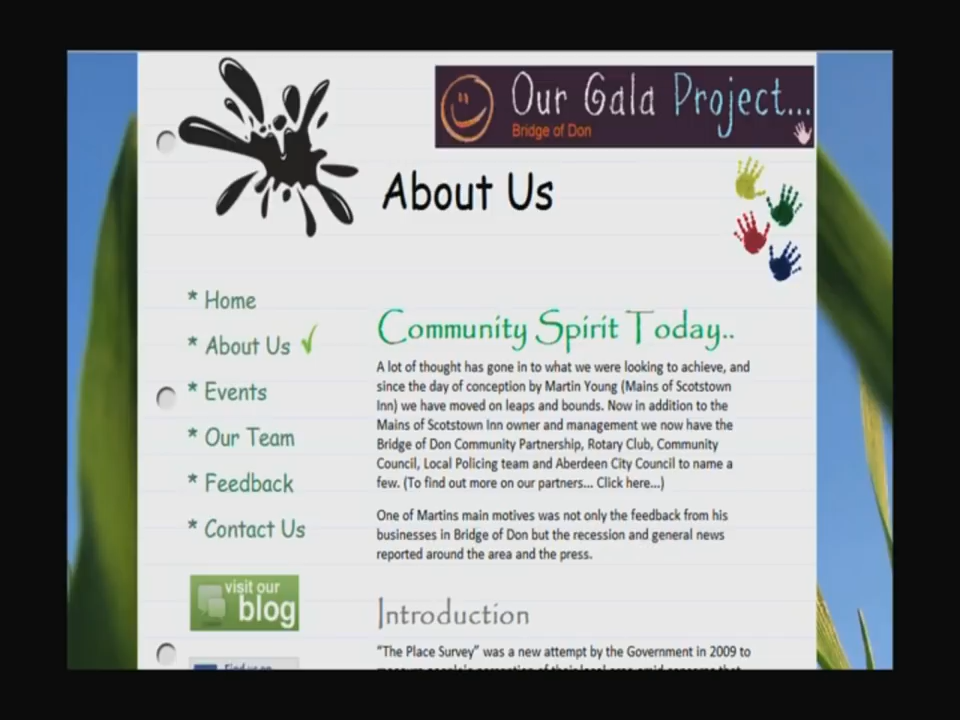 Our Gala Project...
Bridge of Don
About Us
* Home
* About Us
* Events
* Our Team
* Feedback
* Contact Us
visit our
blog
Find us on
Community Spirit Today..
A lot of thought has gone in to what we were looking to achieve, and
since the day of conception by Martin Young (Mains of Scotstown
Inn) we have moved on leaps and bounds. Now in addition to the
Mains of Scotstown Inn owner and management we now have the
Bridge of Don Community Partnership, Rotary Club, Community
Council, Local Policing team and Aberdeen City Council to name a
few. (To find out more on our partners... Click here...)
One of Martins main motives was not only the feedback from his
businesses in Bridge of Don but the recession and general news
reported around the area and the press.
Introduction
“The Place Survey” was a new attempt by the Government in 2009 to